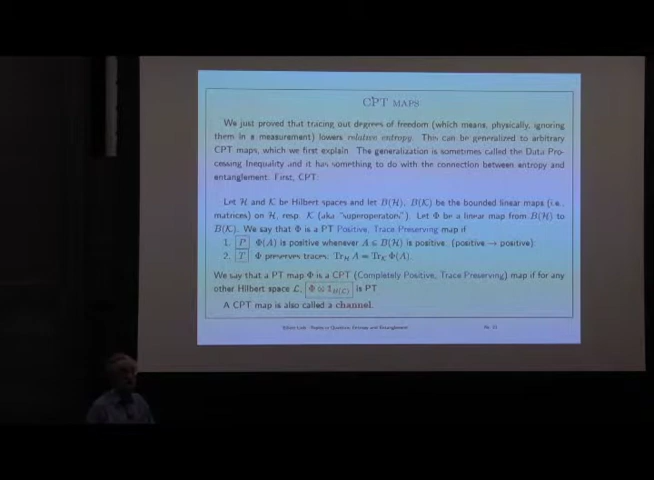 CPT MAPS
We just proved that tracing out degrees of freedom (which means, physically, ignoring
them in a measurement) lowers relative entropy. This can be generalized to arbitrary
CPT maps, which we first explain. The generalization is sometimes called the Data Pro-
cessing Inequality and it has something to do with the connection between entropy and
entanglement. First, CPT:
Let H and K be Hilbert spaces and let B(H), B(K) be the bounded linear maps (i.e.,
matrices) on H, resp. K (aka "superoperators"). Let Φ be a linear map from B(H) to
B(K). We say that Φ is a PT Positive, Trace Preserving map if
1. P Φ(A) is positive whenever A ∈ B(H) is positive (positive → positive)
2. T Φ preserves traces: Tr_H A = Tr_K Φ(A).
We say that a PT map Φ is a CPT (Completely Positive, Trace Preserving) map if for any
other Hilbert space L, Φ ⊗ 1_B(L) is PT
A CPT map is also called a channel.
Elliott Lieb Quantum, Entropy and Entanglement